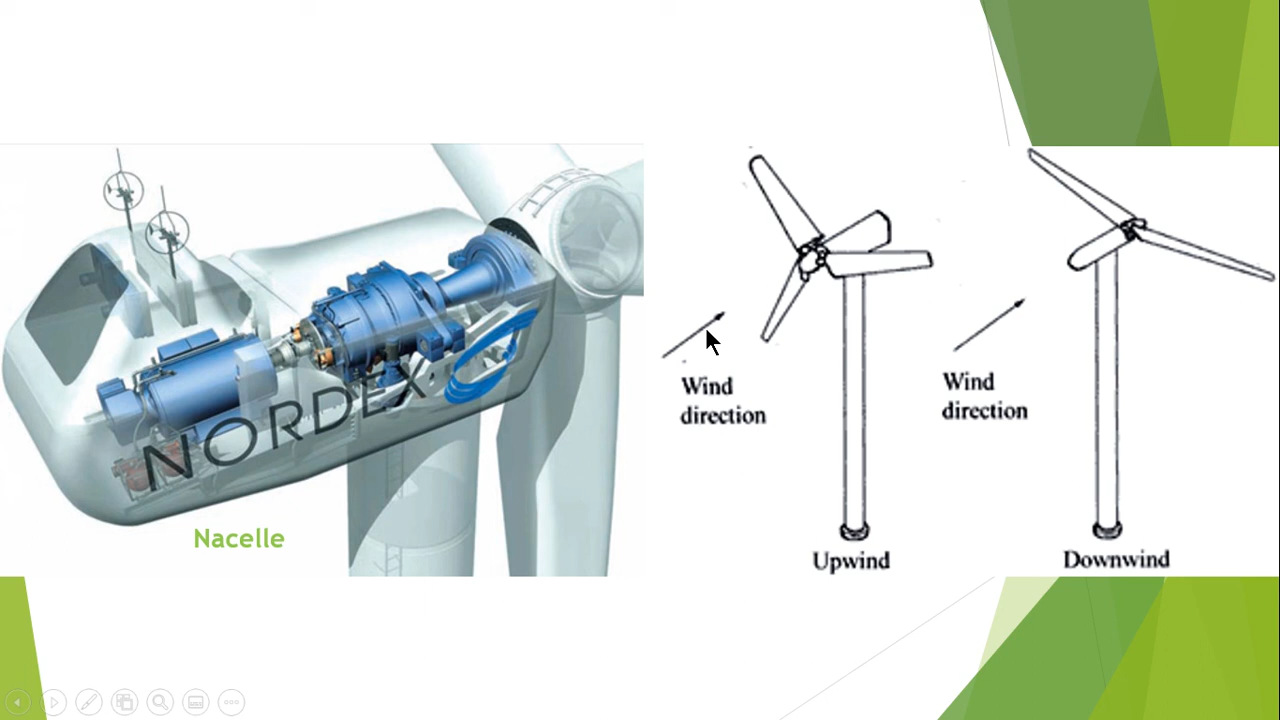 NORDEX
Nacelle
Wind
direction
Upwind
Wind
direction
Downwind